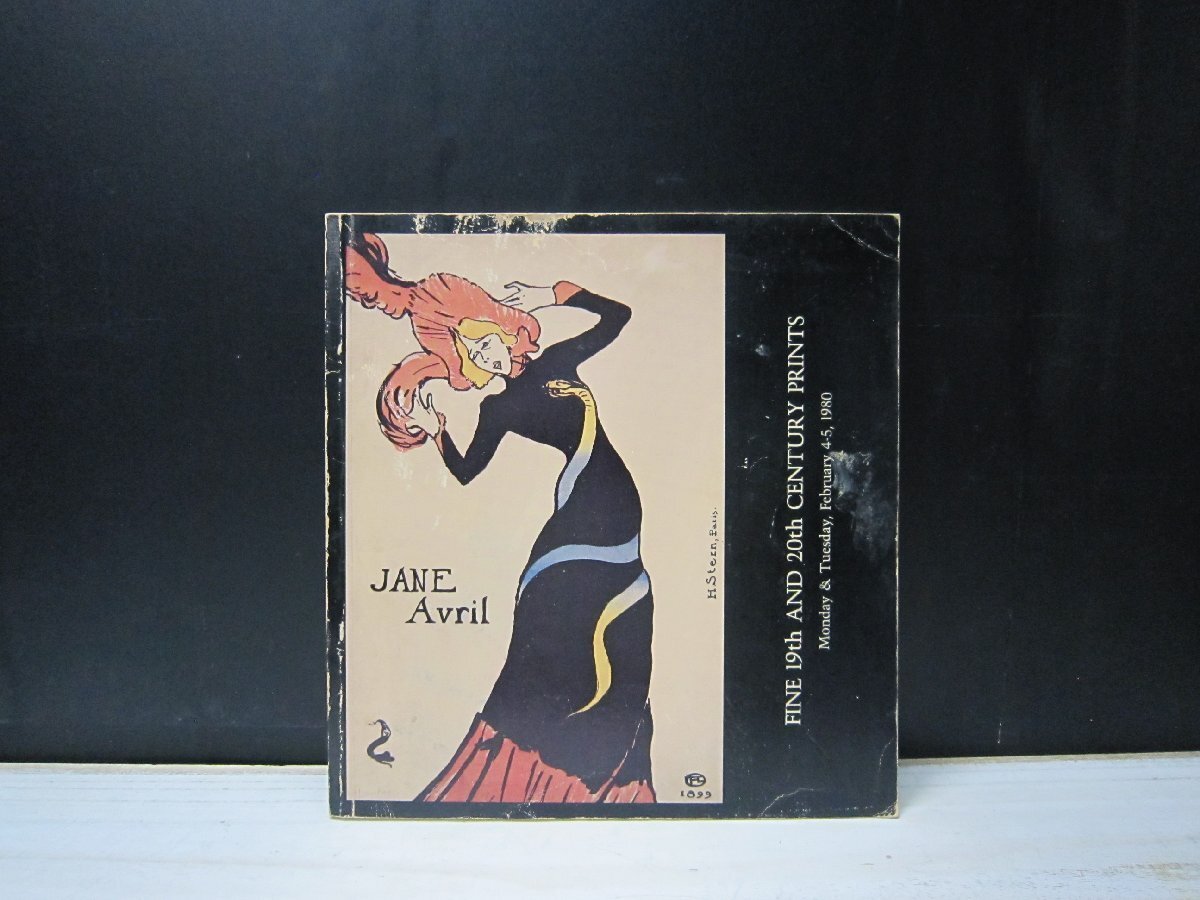 JANE
Avril
H. Stern, Paris.
1899
FINE 19th AND 20th CENTURY PRINTS
Monday & Tuesday, February 4-5, 1980